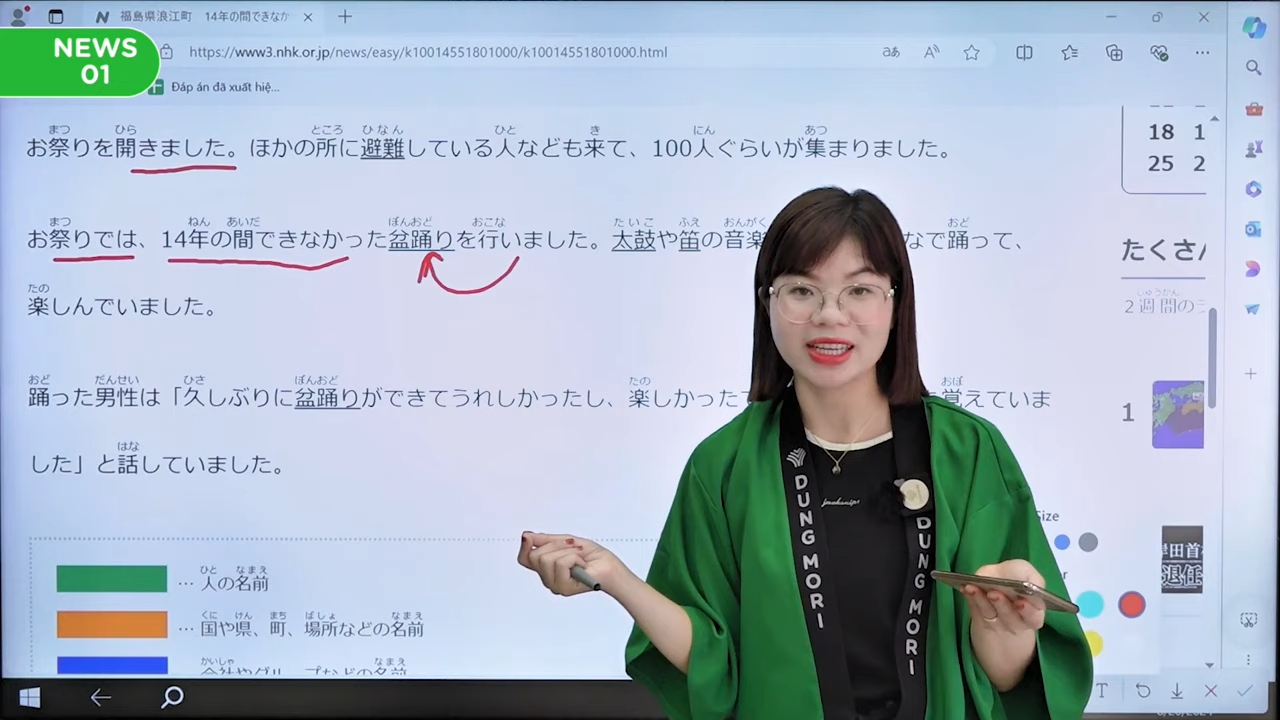 福島県浪江町 14年の間できなか
NEWS
01
https://www3.nhk.or.jp/news/easy/k10014551801000/k10014551801000.html
Đáp án đã xuất hiệ...
お祭りを開きました。ほかの所に避難している人なども来て、100人ぐらいが集まりました。
18 1
25 2
お祭りでは、14年の間できなかった盆踊りを行いました。太鼓や笛の音楽 なで踊って、
楽しんでいました。
たくさん
2週間の
踊った男性は「久しぶりに盆踊りができてうれしかったし、楽しかった 覚えていま
した」と話していました。
1
Size
… 人の名前
… 国や県、町、場所などの名前
DUNG MORI
DUNG MORI